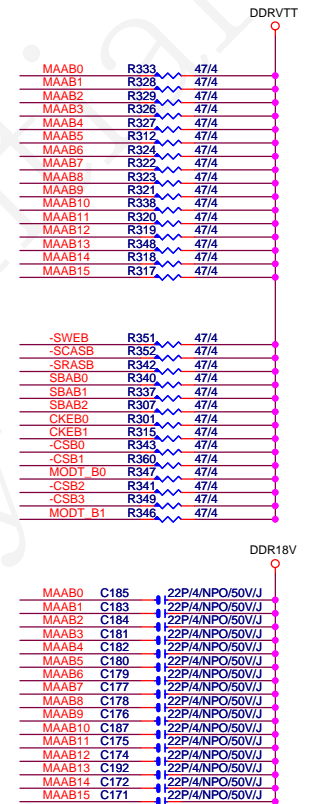 DDRVTT
MAAB0 R333 47/4
MAAB1 R328 47/4
MAAB2 R329 47/4
MAAB3 R326 47/4
MAAB4 R327 47/4
MAAB5 R312 47/4
MAAB6 R324 47/4
MAAB7 R322 47/4
MAAB8 R323 47/4
MAAB9 R321 47/4
MAAB10 R338 47/4
MAAB11 R320 47/4
MAAB12 R319 47/4
MAAB13 R348 47/4
MAAB14 R318 47/4
MAAB15 R317 47/4
-SWEB R351 47/4
-SCASB R352 47/4
-SRASB R342 47/4
SBAB0 R340 47/4
SBAB1 R337 47/4
SBAB2 R307 47/4
CKEB0 R301 47/4
CKEB1 R315 47/4
-CSB0 R343 47/4
-CSB1 R360 47/4
MODT_B0 R347 47/4
-CSB2 R341 47/4
-CSB3 R349 47/4
MODT_B1 R346 47/4
DDR18V
MAAB0 C185 22P/4/NPO/50V/J
MAAB1 C183 22P/4/NPO/50V/J
MAAB2 C184 22P/4/NPO/50V/J
MAAB3 C181 22P/4/NPO/50V/J
MAAB4 C182 22P/4/NPO/50V/J
MAAB5 C180 22P/4/NPO/50V/J
MAAB6 C179 22P/4/NPO/50V/J
MAAB7 C177 22P/4/NPO/50V/J
MAAB8 C178 22P/4/NPO/50V/J
MAAB9 C176 22P/4/NPO/50V/J
MAAB10 C187 22P/4/NPO/50V/J
MAAB11 C175 22P/4/NPO/50V/J
MAAB12 C174 22P/4/NPO/50V/J
MAAB13 C192 22P/4/NPO/50V/J
MAAB14 C172 22P/4/NPO/50V/J
MAAB15 C171 22P/4/NPO/50V/J